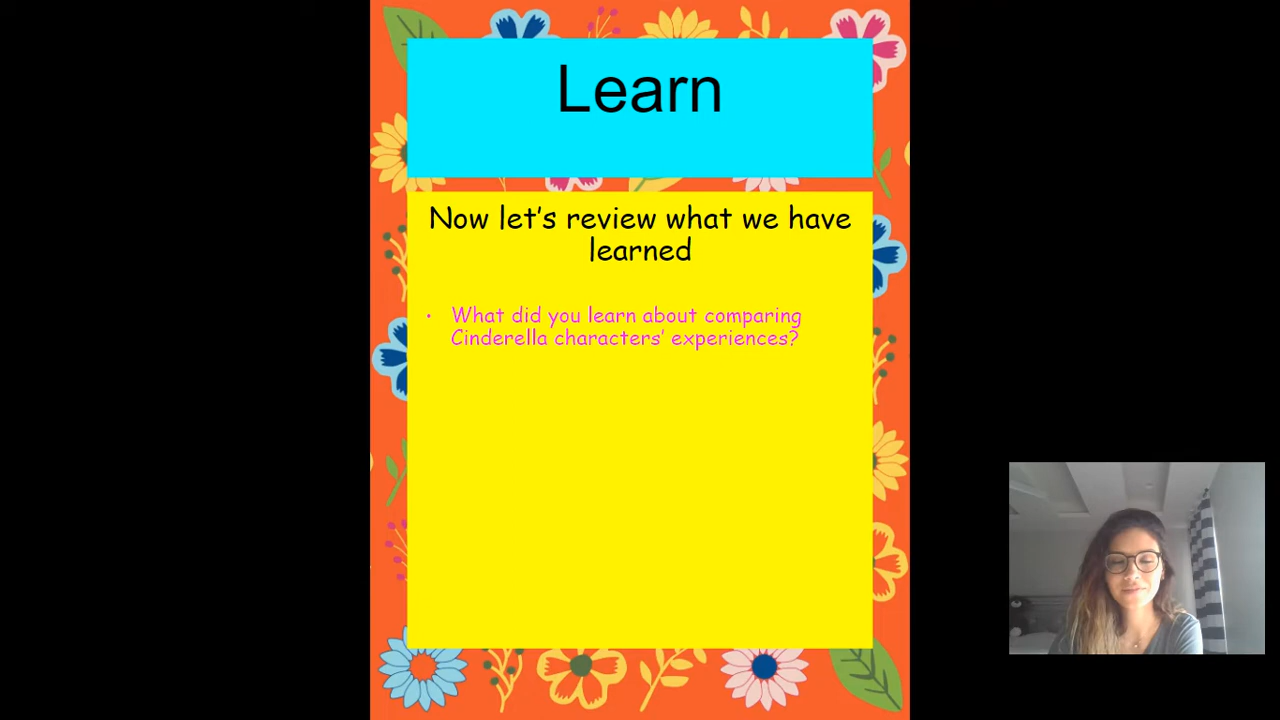 Learn
Now let's review what we have
learned
• What did you learn about comparing
Cinderella characters' experiences?